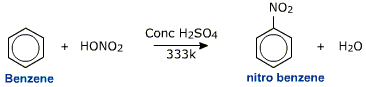 NO₂
Conc H₂SO₄
+ HONO₂ + H₂O
333k
Benzene nitro benzene